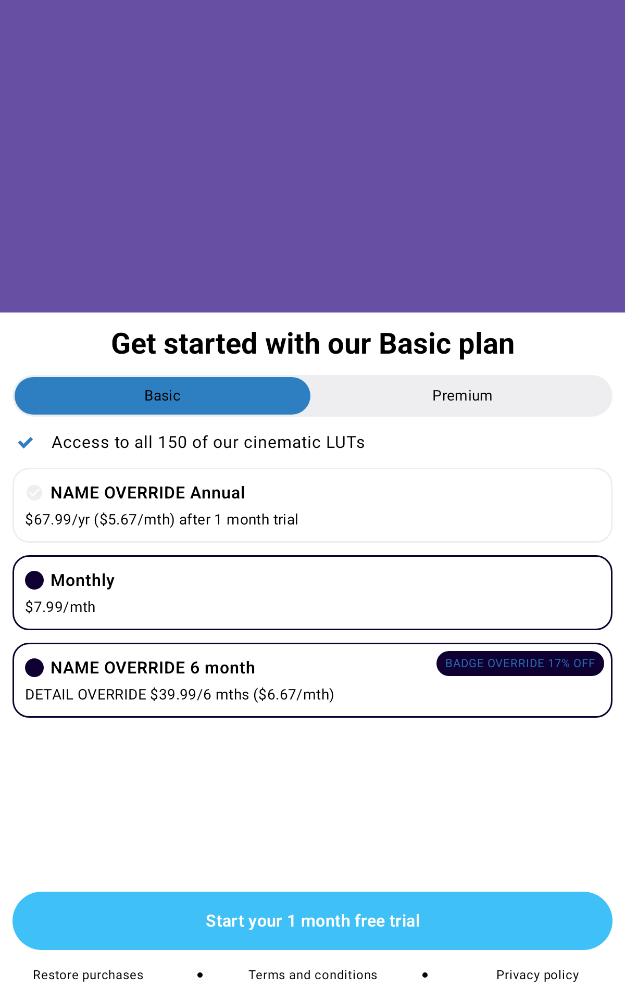 Get started with our Basic plan
Basic
Premium
Access to all 150 of our cinematic LUTs
NAME OVERRIDE Annual
$67.99/yr ($5.67/mth) after 1 month trial
Monthly
$7.99/mth
NAME OVERRIDE 6 month
BADGE OVERRIDE 17% OFF
DETAIL OVERRIDE $39.99/6 mths ($6.67/mth)
Start your 1 month free trial
Restore purchases • Terms and conditions • Privacy policy